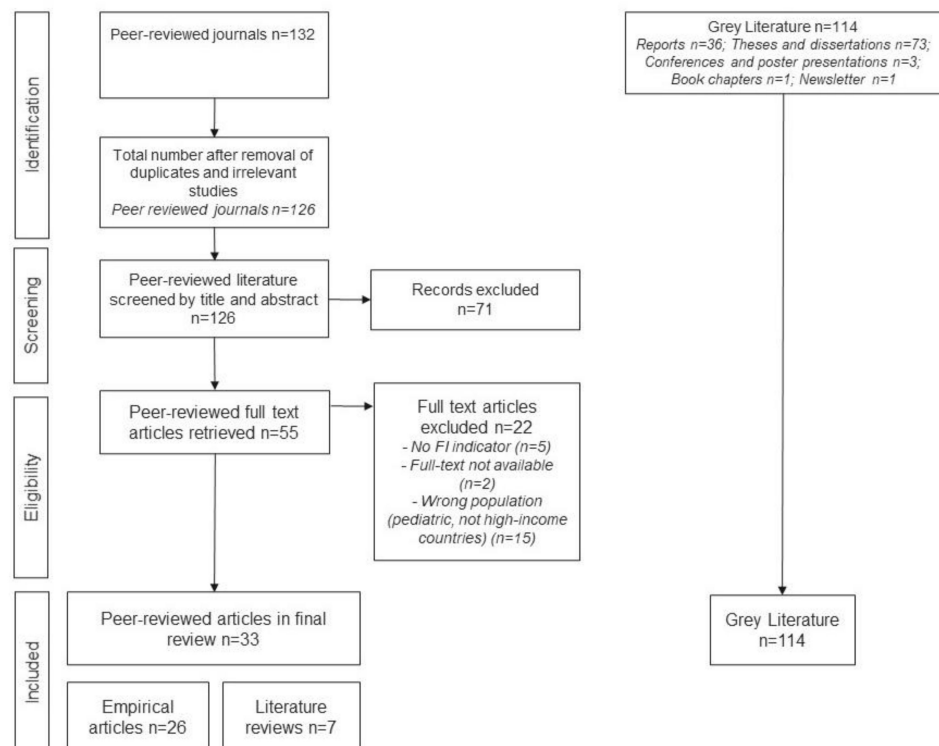 Identification
Peer-reviewed journals n=132
Grey Literature n=114
Reports n=36; Theses and dissertations n=73;
Conferences and poster presentations n=3;
Book chapters n=1; Newsletter n=1
Total number after removal of
duplicates and irrelevant
studies
Peer reviewed journals n=126
Screening
Peer-reviewed literature
screened by title and abstract
n=126
Records excluded
n=71
Eligibility
Peer-reviewed full text
articles retrieved n=55
Full text articles
excluded n=22
- No FI indicator (n=5)
- Full-text not available
(n=2)
- Wrong population
(pediatric, not high-income
countries) (n=15)
Included
Peer-reviewed articles in final
review n=33
Grey Literature
n=114
Empirical
articles n=26
Literature
reviews n=7